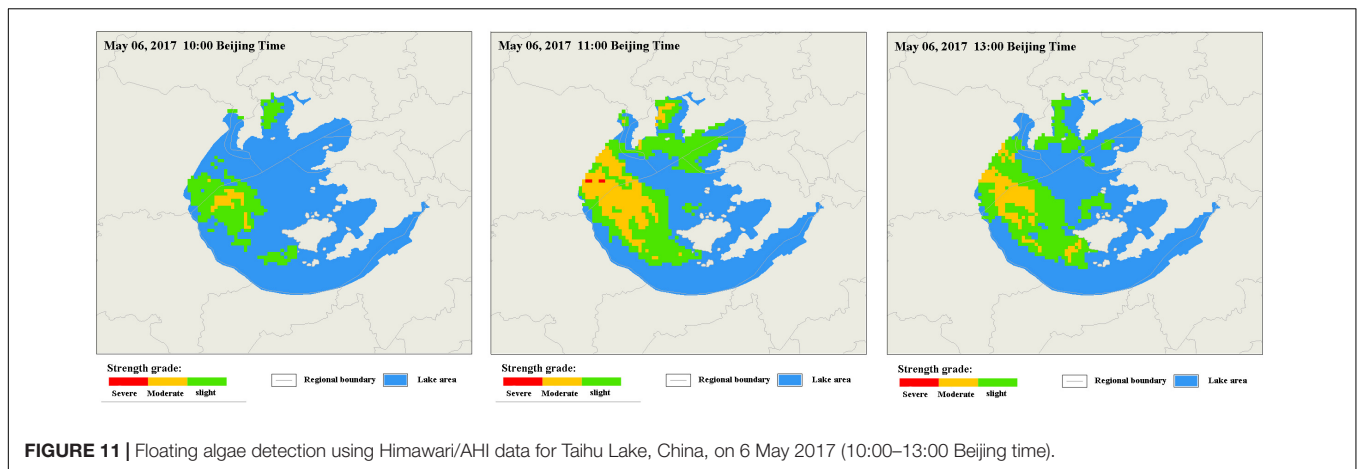 May 06, 2017 10:00 Beijing Time
May 06, 2017 11:00 Beijing Time
May 06, 2017 13:00 Beijing Time
Strength grade:
Severe Moderate slight
Regional boundary
Lake area
Strength grade:
Severe Moderate slight
Regional boundary
Lake area
Strength grade:
Severe Moderate slight
Regional boundary
Lake area
FIGURE 11 | Floating algae detection using Himawari/AHI data for Taihu Lake, China, on 6 May 2017 (10:00–13:00 Beijing time).